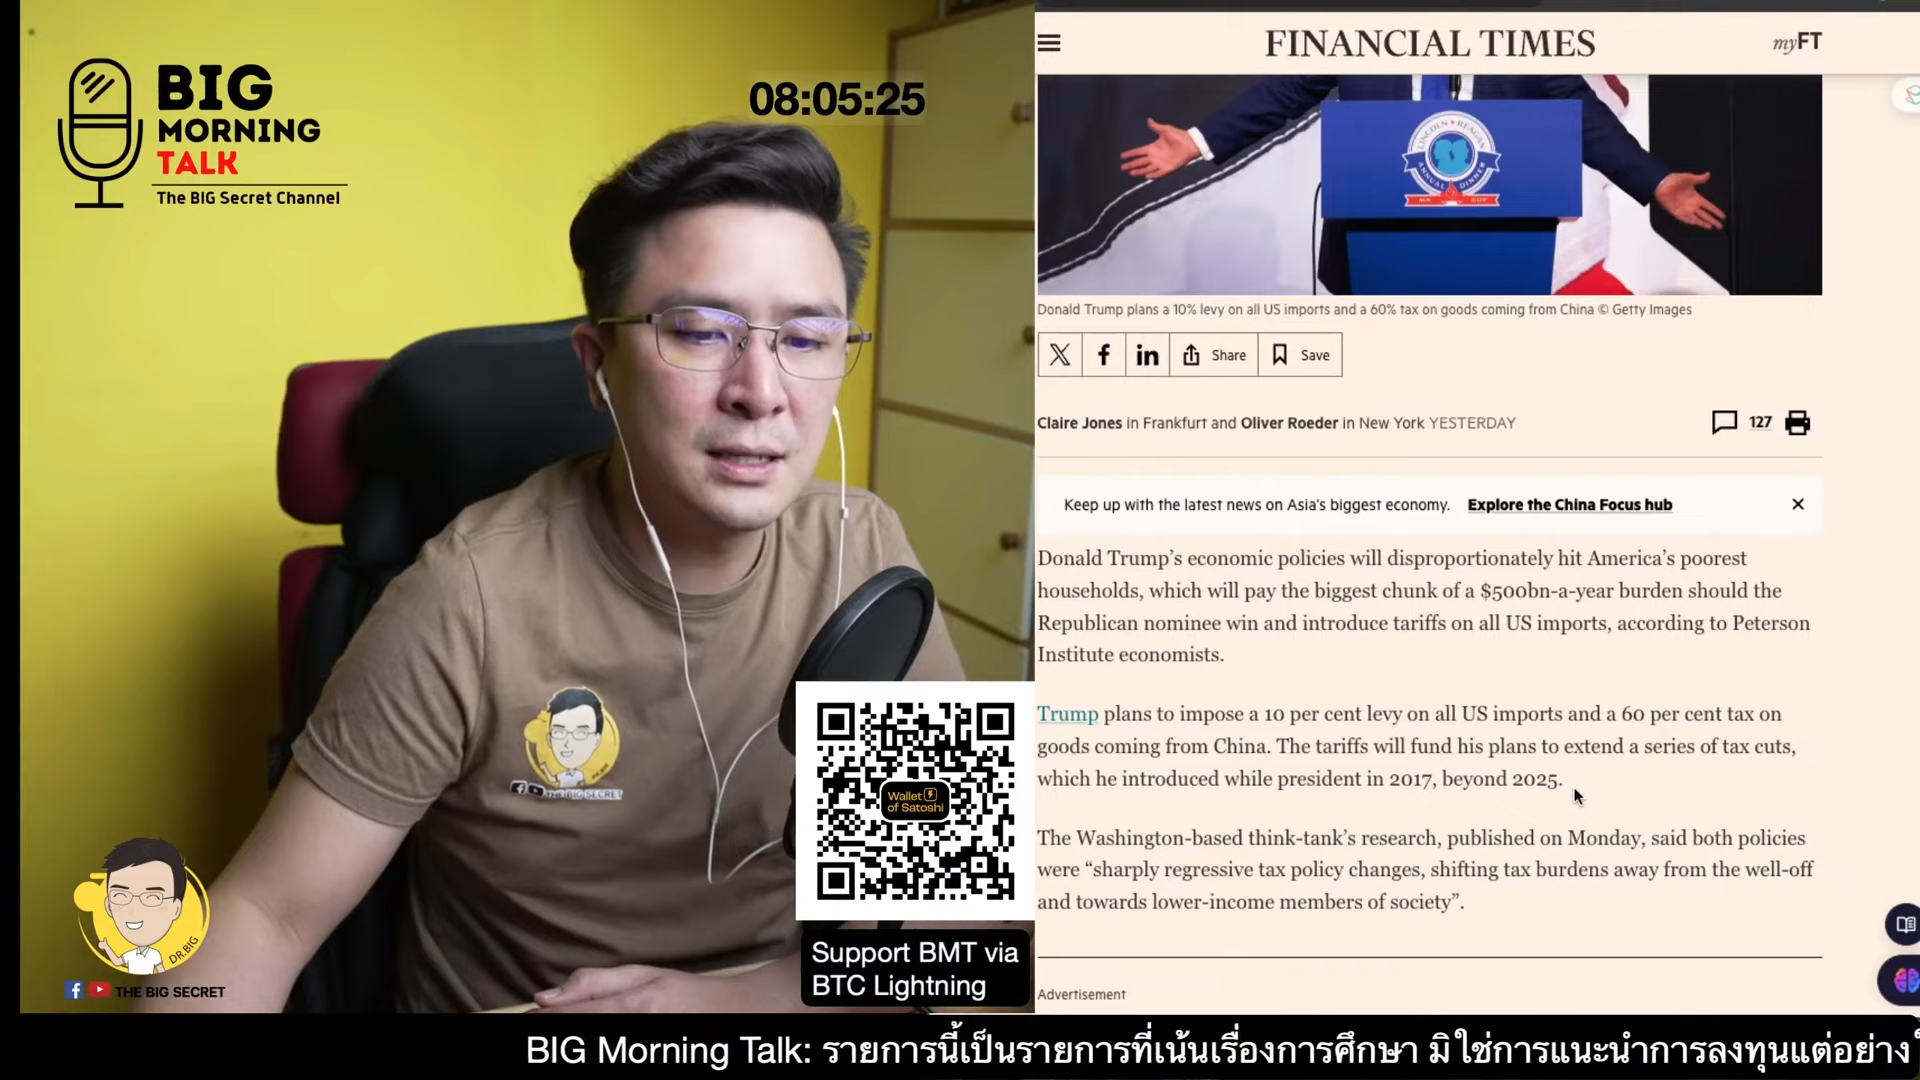 BIG
MORNING
TALK
The BIG Secret Channel
08:05:25
FINANCIAL TIMES
myFT
LINCOLN • REAGAN
ANNUAL DINNER
MN GOP
Donald Trump plans a 10% levy on all US imports and a 60% tax on goods coming from China © Getty Images
Share
Save
Claire Jones in Frankfurt and Oliver Roeder in New York YESTERDAY
127
Keep up with the latest news on Asia's biggest economy. Explore the China Focus hub
Donald Trump’s economic policies will disproportionately hit America’s poorest
households, which will pay the biggest chunk of a $500bn-a-year burden should the
Republican nominee win and introduce tariffs on all US imports, according to Peterson
Institute economists.
Trump plans to impose a 10 per cent levy on all US imports and a 60 per cent tax on
goods coming from China. The tariffs will fund his plans to extend a series of tax cuts,
which he introduced while president in 2017, beyond 2025.
The Washington-based think-tank’s research, published on Monday, said both policies
were “sharply regressive tax policy changes, shifting tax burdens away from the well-off
and towards lower-income members of society”.
Advertisement
THE BIG SECRET
Wallet
of Satoshi
Support BMT via
BTC Lightning
DR.BIG
THE BIG SECRET
BIG Morning Talk: รายการนี้เป็นรายการที่เน้นเรื่องการศึกษา มิใช่การแนะนำการลงทุนแต่อย่าง